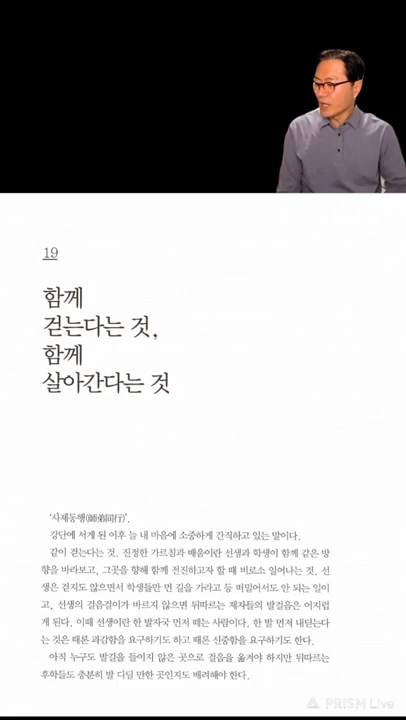 19
함께
걷는다는 것,
함께
살아간다는 것
‘사제동행(師弟同行)’.
강단에 서게 된 이후 늘 내 마음에 소중하게 간직하고 있는 말이다.
같이 걷는다는 것. 진정한 가르침과 배움이란 선생과 학생이 함께 같은 방
향을 바라보고, 그곳을 향해 함께 전진하고자 할 때 비로소 일어나는 것. 선
생은 걷지도 않으면서 학생들만 먼 길을 가라고 등 떠밀어서도 안 되는 일이
고, 선생의 걸음걸이가 바르지 않으면 뒤따르는 제자들의 발걸음은 어지럽
게 된다. 이때 선생이란 한 발자국 먼저 떼는 사람이다. 한 발 먼저 내딛는다
는 것은 때론 과감함을 요구하기도 하고 때론 신중함을 요구하기도 한다.
아직 누구도 발길을 들이지 않은 곳으로 걸음을 옮겨야 하지만 뒤따르는
후학들도 충분히 발 디딜 만한 곳인지도 배려해야 한다.
PRISM Live